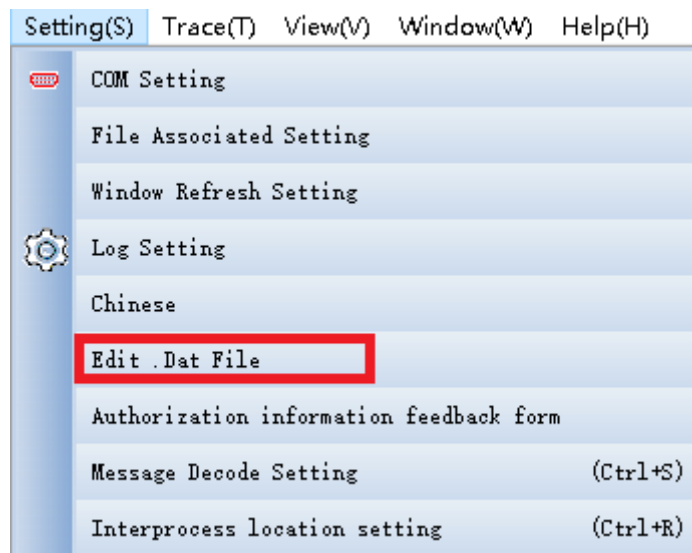 Setting(S) Trace(T) View(V) Window(W) Help(H)
COM Setting
File Associated Setting
Window Refresh Setting
Log Setting
Chinese
Edit .Dat File
Authorization information feedback form
Message Decode Setting (Ctrl+S)
Interprocess location setting (Ctrl+R)